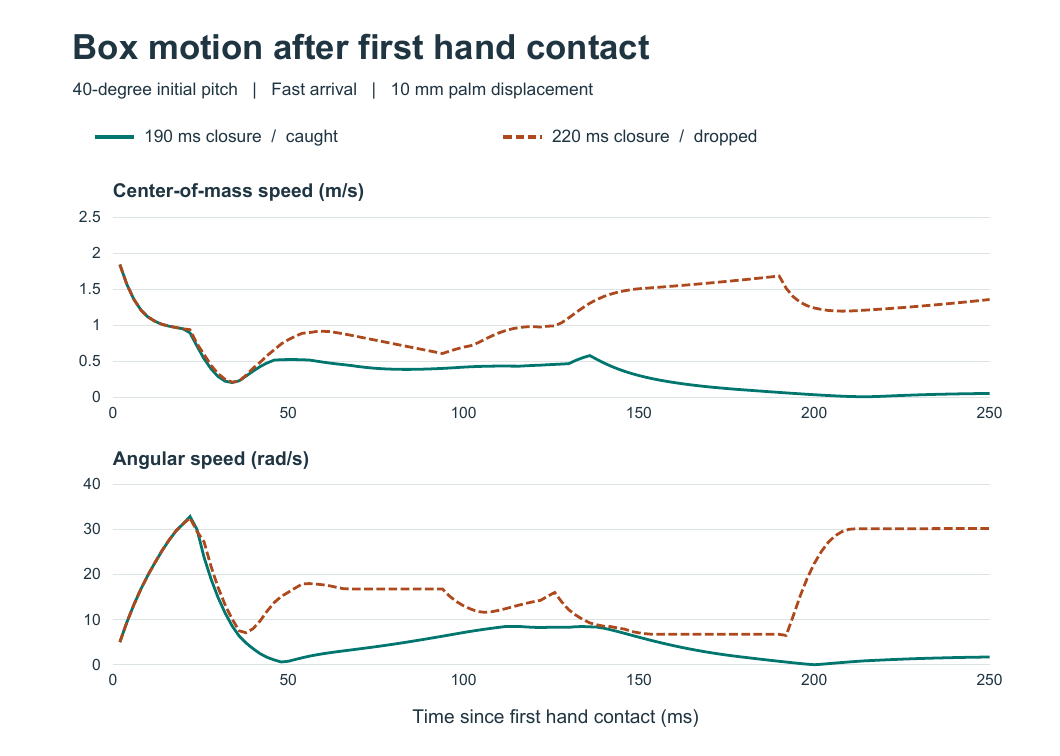 Box motion after first hand contact
40-degree initial pitch | Fast arrival | 10 mm palm displacement
190 ms closure / caught
220 ms closure / dropped
Center-of-mass speed (m/s)
2.5
2
1.5
1
0.5
0
0 50 100 150 200 250
Angular speed (rad/s)
40
30
20
10
0
0 50 100 150 200 250
Time since first hand contact (ms)